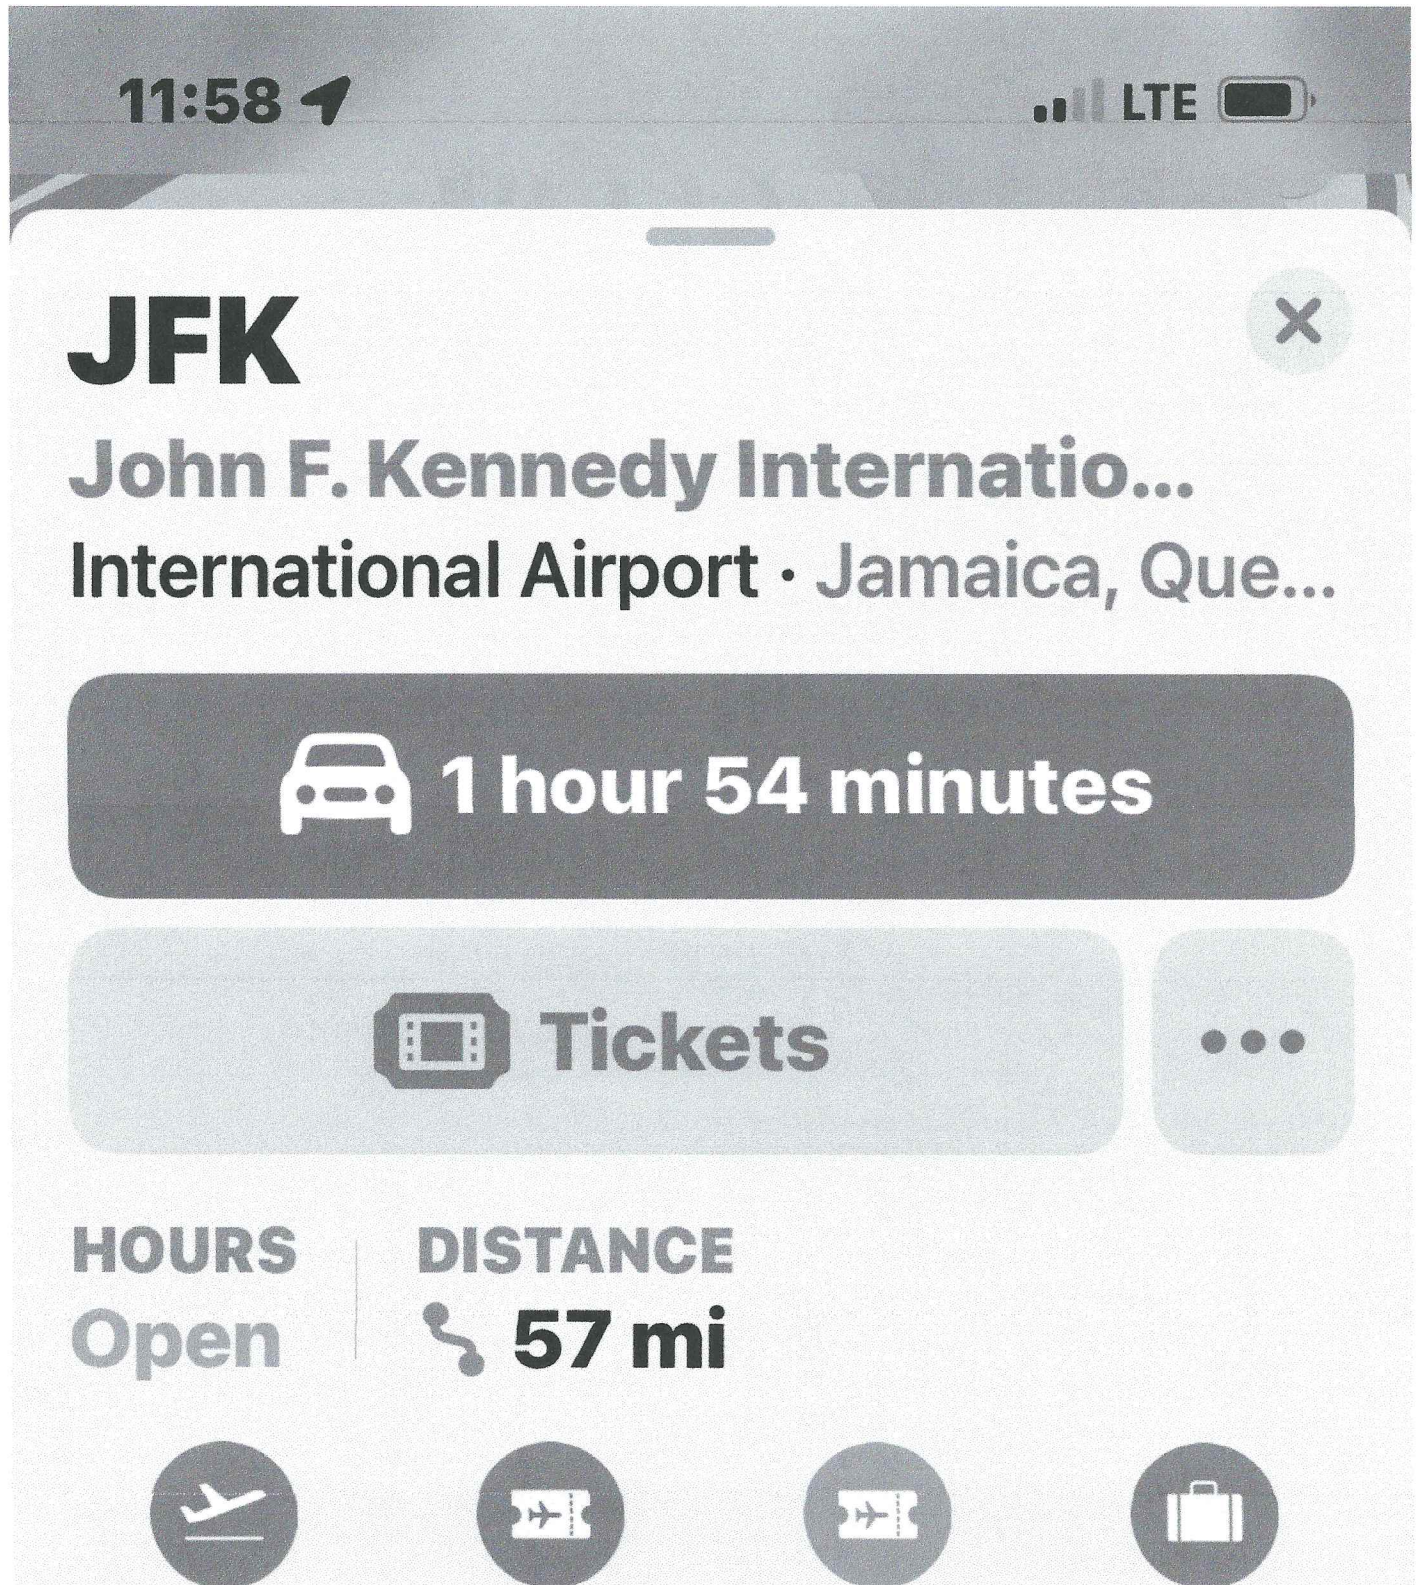 11:58 LTE
JFK
John F. Kennedy Internatio...
International Airport · Jamaica, Que...
1 hour 54 minutes
Tickets
HOURS DISTANCE
Open 57 mi